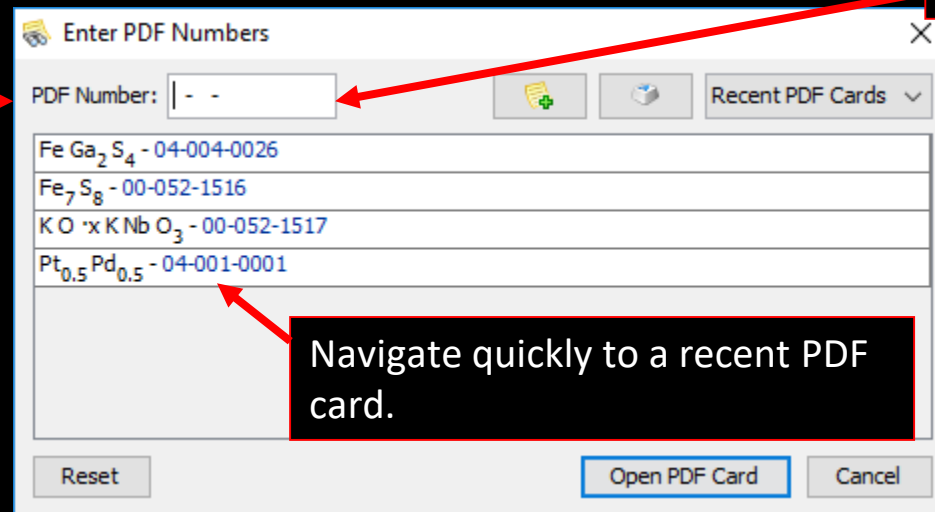 Enter PDF Numbers
PDF Number: - - Recent PDF Cards
Fe Ga₂ S₄ - 04-004-0026
Fe₇ S₈ - 00-052-1516
K O ·x K Nb O₃ - 00-052-1517
Pt₀.₅ Pd₀.₅ - 04-001-0001
Navigate quickly to a recent PDF
card.
Reset Open PDF Card Cancel